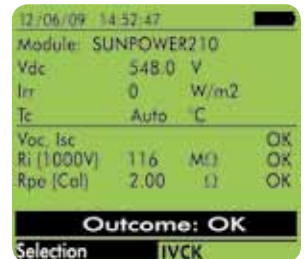 12/06/09 14:52:47
Module: SUNPOWER210
Vdc 548.0 V
Irr 0 W/m2
Tc Auto °C
Voc, Isc OK
Ri (1000V) 116 MΩ OK
Rpe (Cal) 2.00 Ω OK
Outcome: OK
Selection IVCK